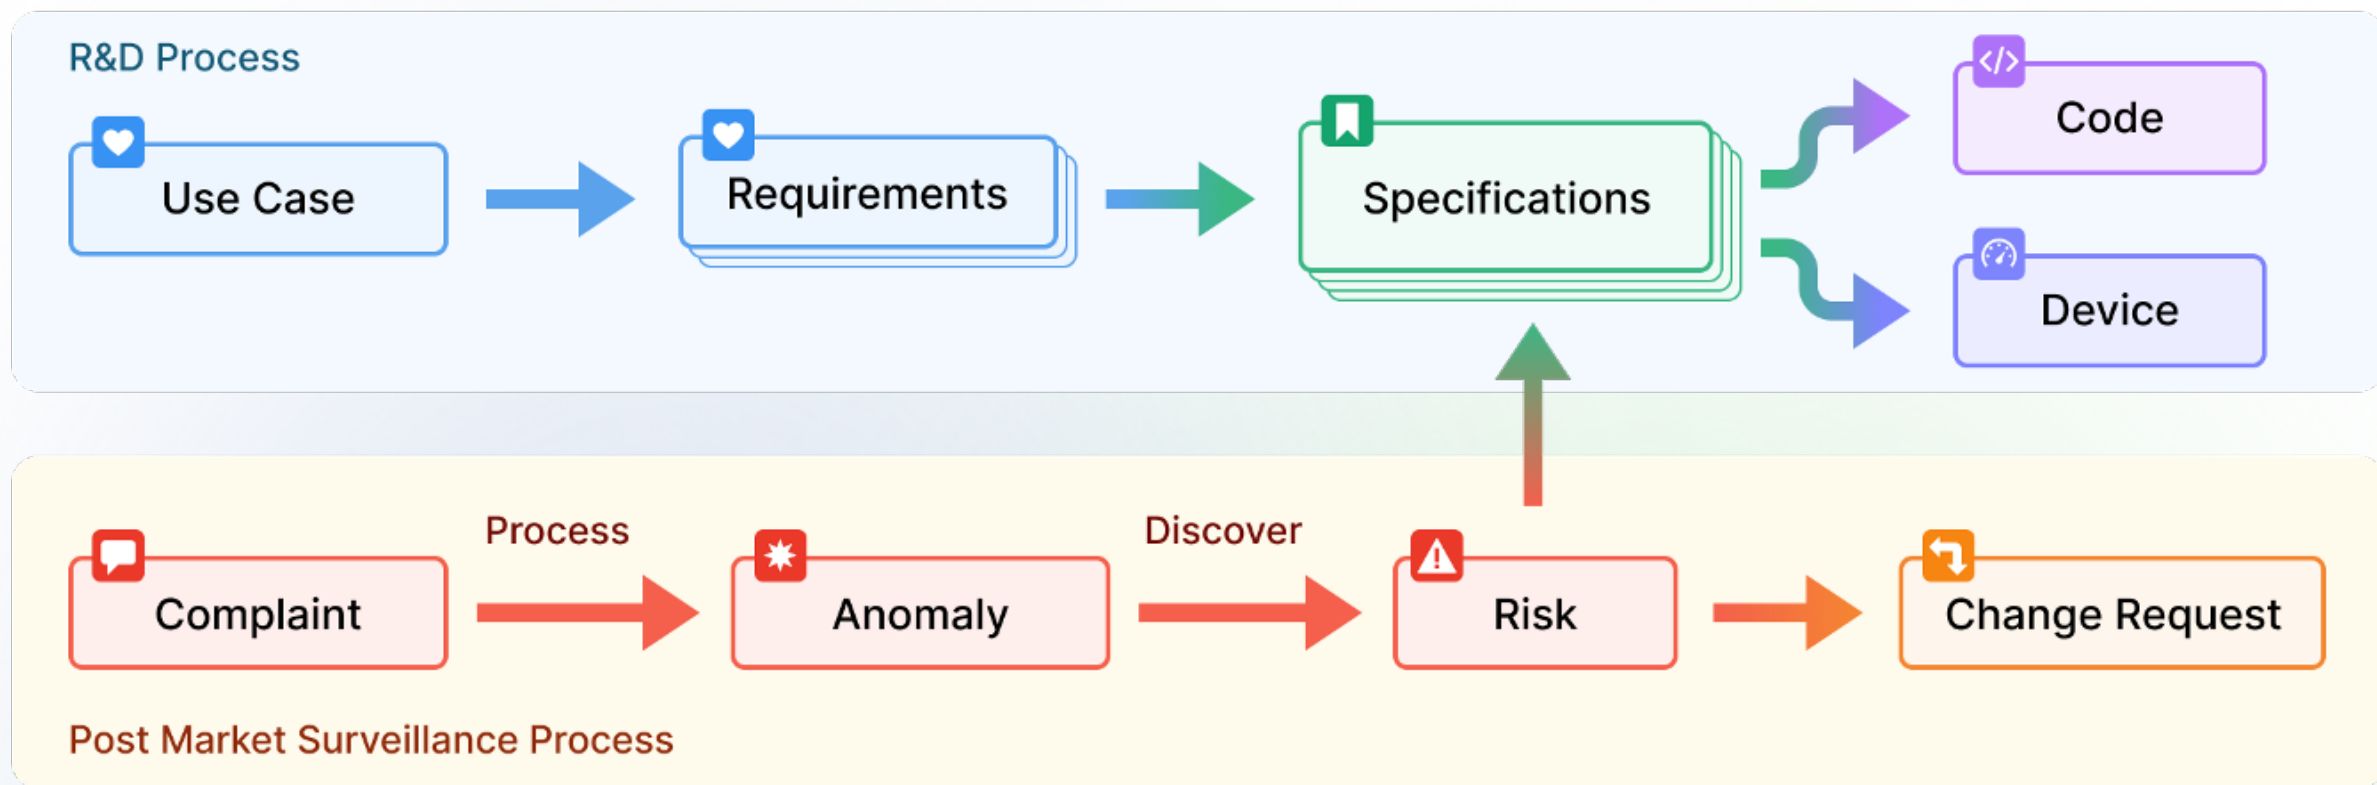 R&D Process
Use Case
Requirements
Specifications
Code
Device
Process
Discover
Complaint
Anomaly
Risk
Change Request
Post Market Surveillance Process